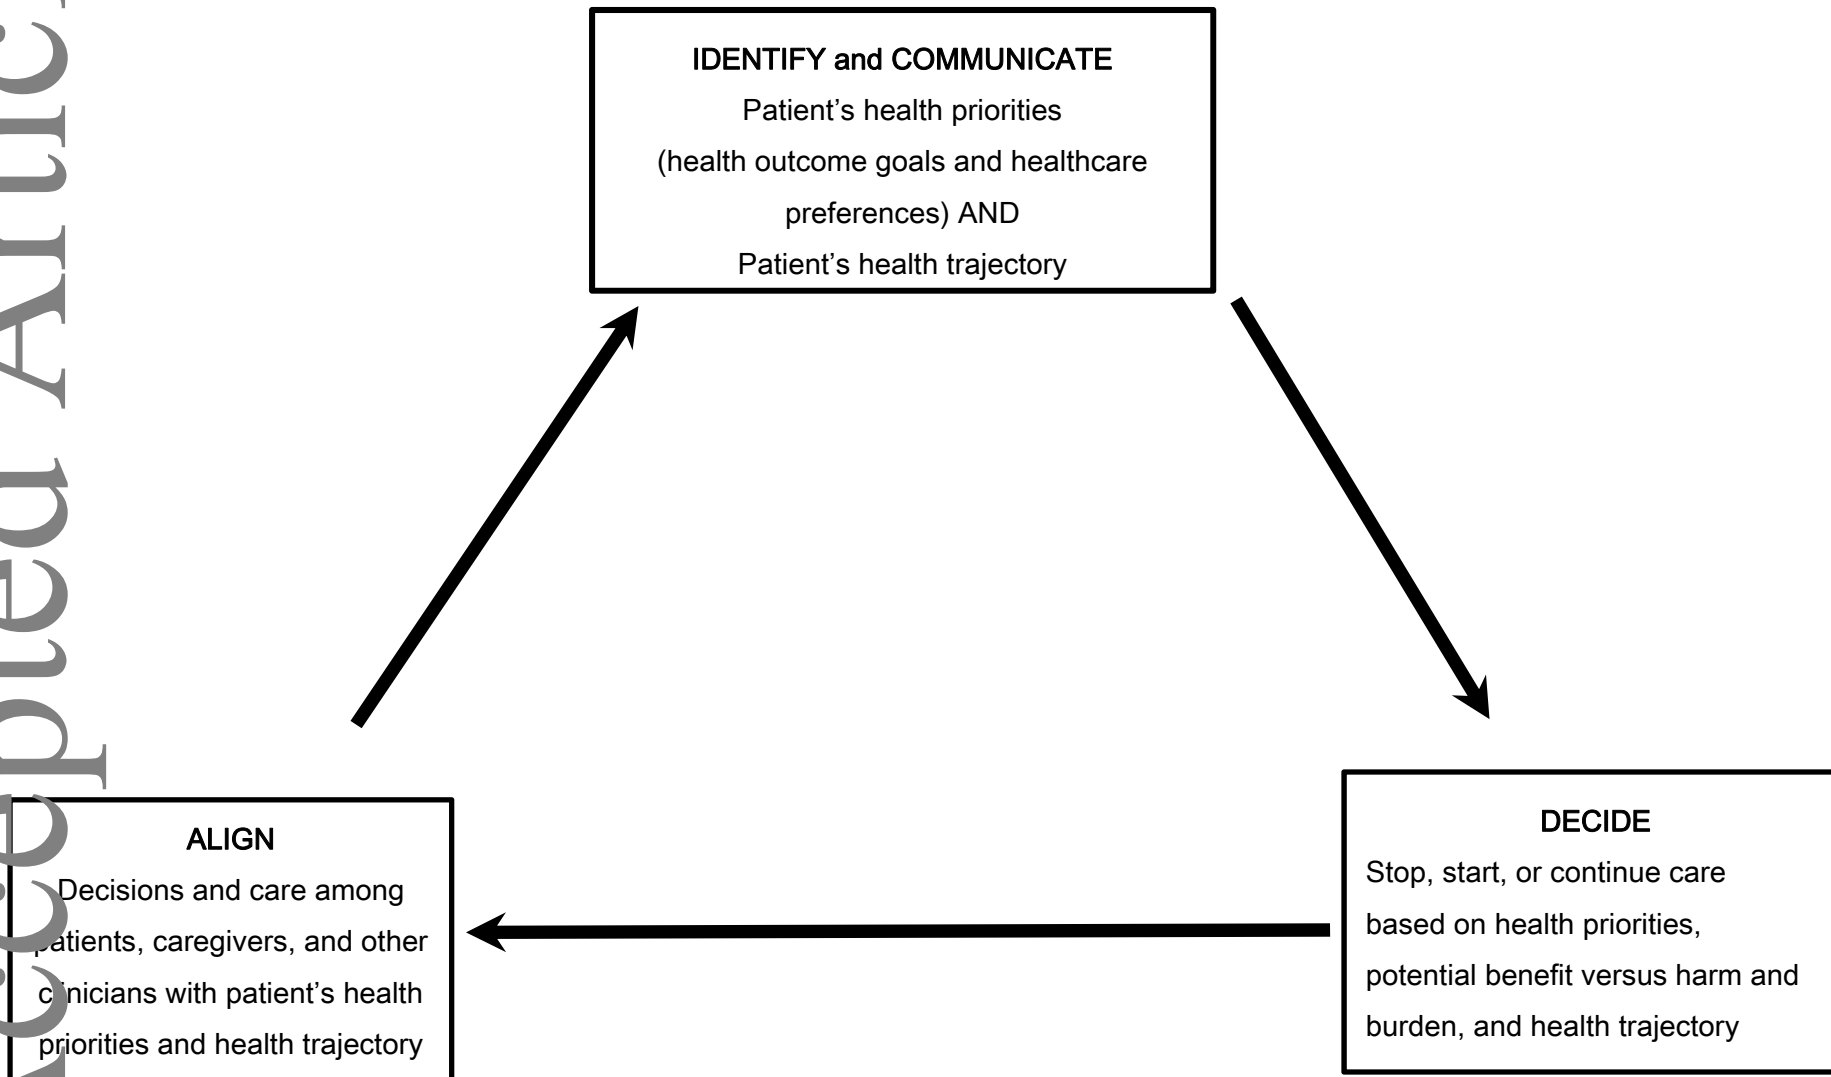 IDENTIFY and COMMUNICATE
Patient’s health priorities
(health outcome goals and healthcare
preferences) AND
Patient’s health trajectory
DECIDE
Stop, start, or continue care
based on health priorities,
potential benefit versus harm and
burden, and health trajectory
ALIGN
Decisions and care among
patients, caregivers, and other
clinicians with patient’s health
priorities and health trajectory
Accepted Artic